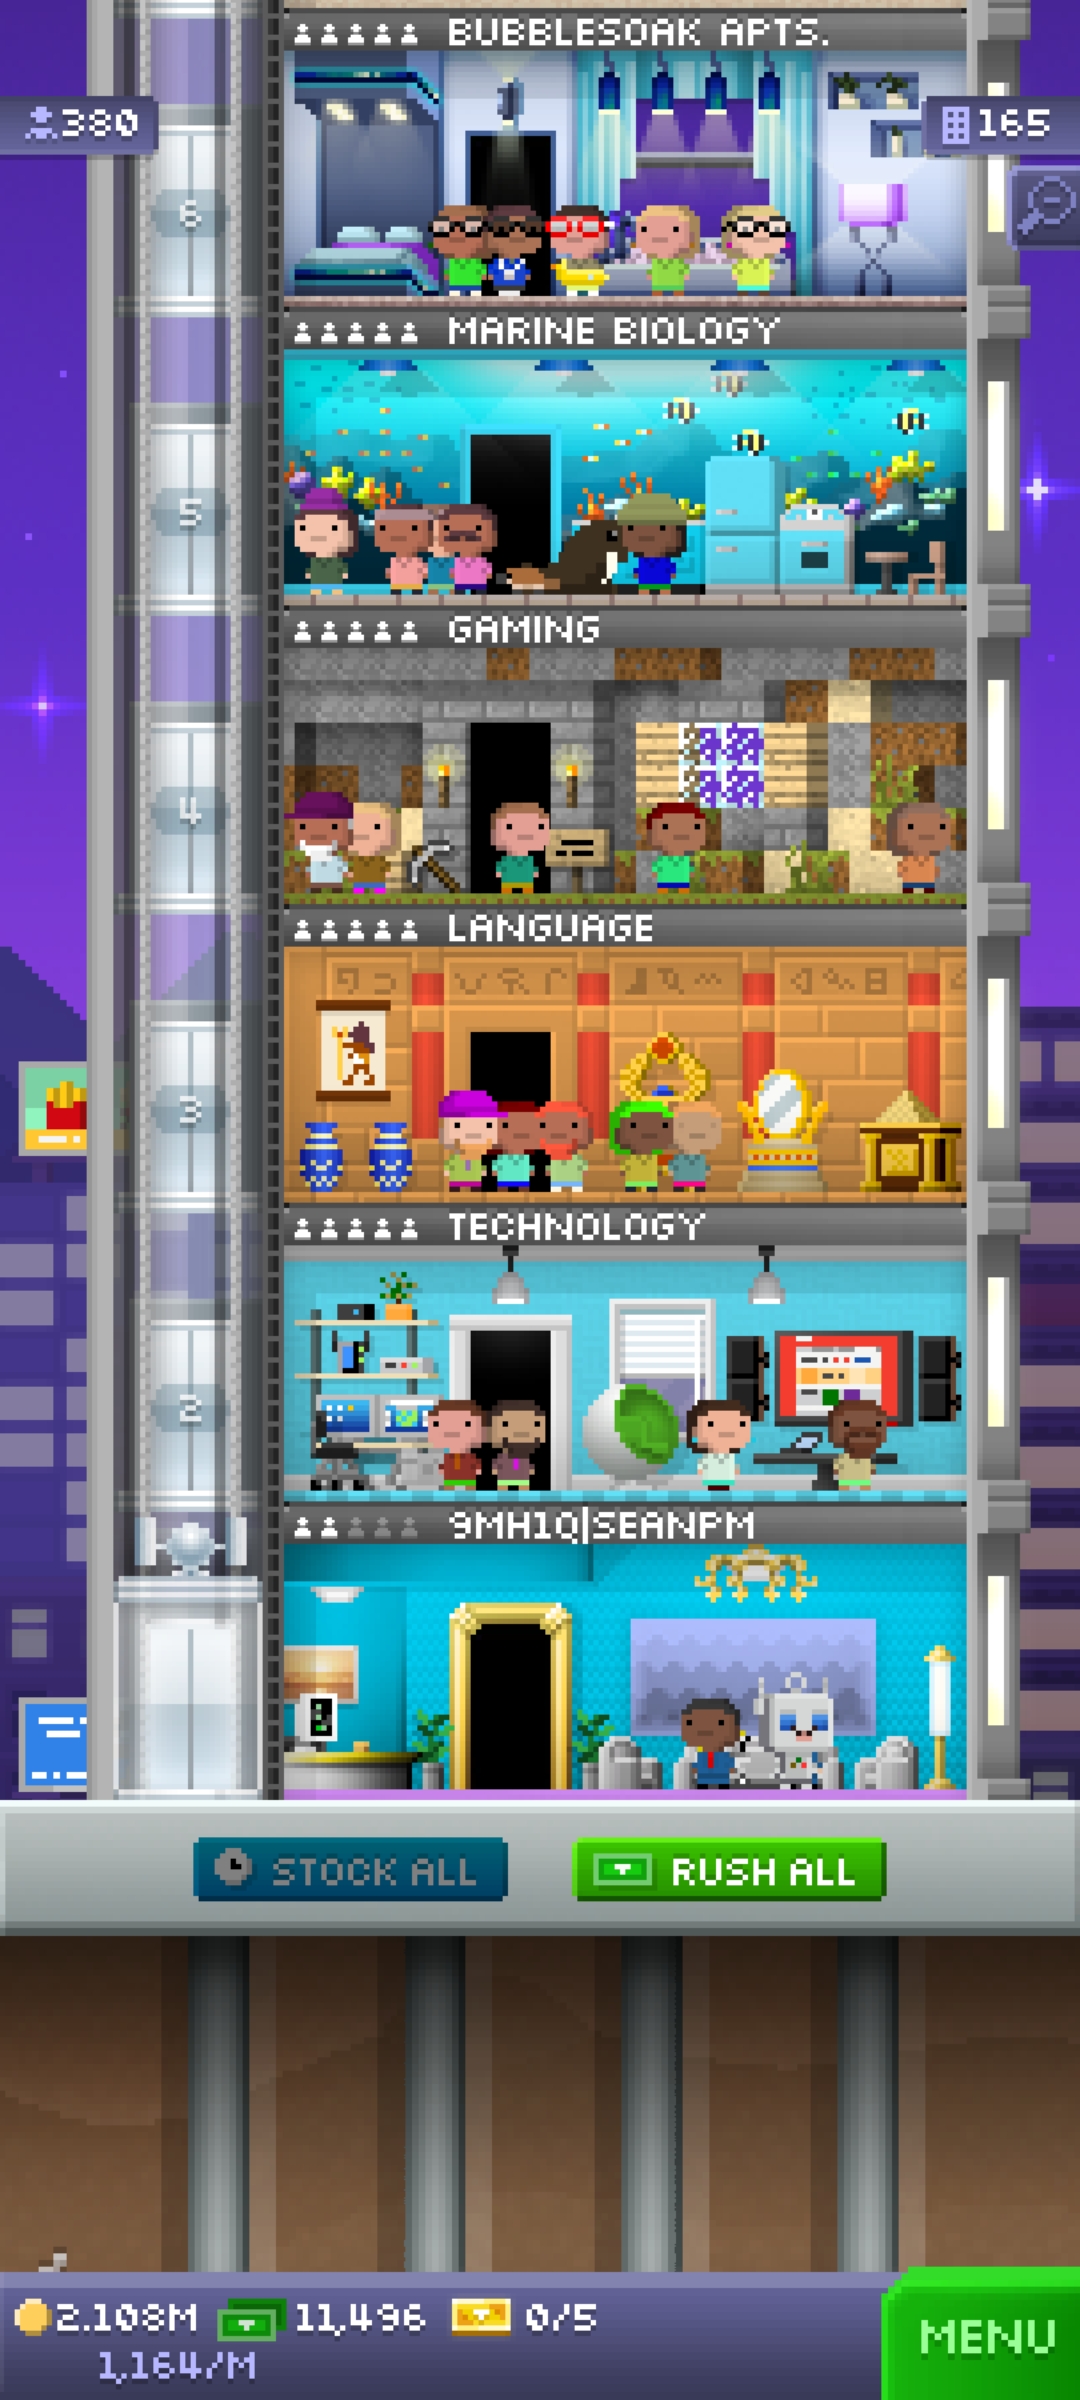 BUBBLESOAK APTS.
380
165
6
MARINE BIOLOGY
5
GAMING
4
LANGUAGE
3
TECHNOLOGY
2
9MH1Q|SEANPM
STOCK ALL
RUSH ALL
2.108M
11,496
0/5
1,164/M
MENU